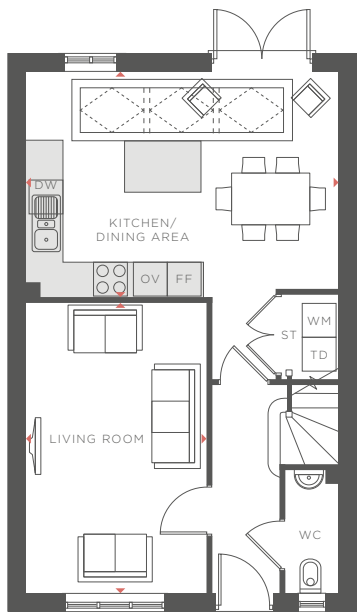 DW
KITCHEN/
DINING AREA
OV FF
WM
ST
TD
LIVING ROOM
WC